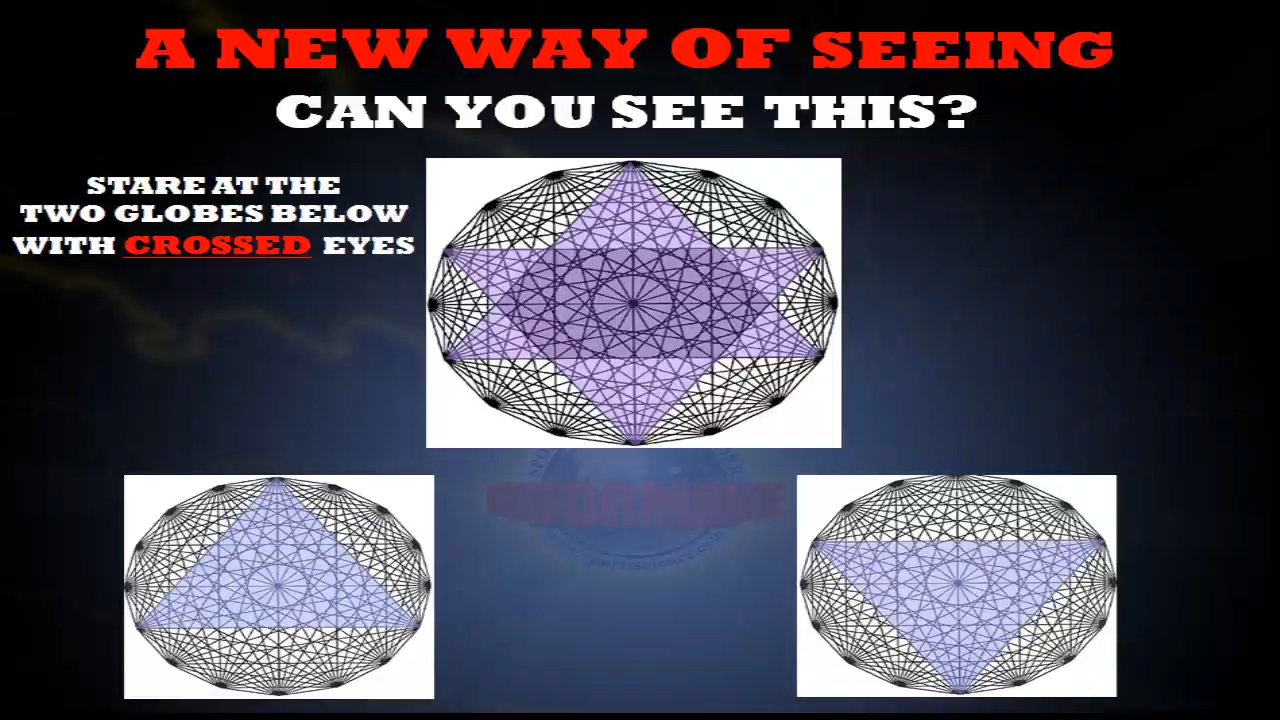 A NEW WAY OF SEEING
CAN YOU SEE THIS?
STARE AT THE
TWO GLOBES BELOW
WITH CROSSED EYES